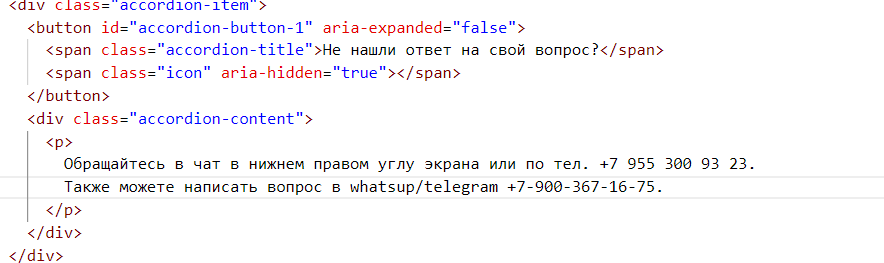 <div class="accordion-item">
<button id="accordion-button-1" aria-expanded="false">
<span class="accordion-title">Не нашли ответ на свой вопрос?</span>
<span class="icon" aria-hidden="true"></span>
</button>
<div class="accordion-content">
<p>
Обращайтесь в чат в нижнем правом углу экрана или по тел. +7 955 300 93 23.
Также можете написать вопрос в whatsup/telegram +7-900-367-16-75.
</p>
</div>
</div>